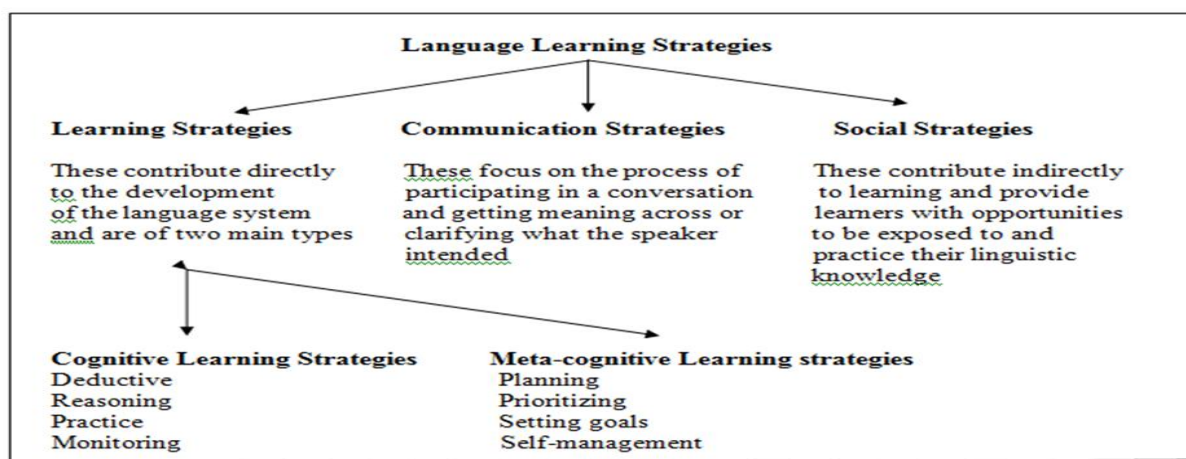 Language Learning Strategies
Learning Strategies
These contribute directly
to the development
of the language system
and are of two main types
Communication Strategies
These focus on the process of
participating in a conversation
and getting meaning across or
clarifying what the speaker
intended
Social Strategies
These contribute indirectly
to learning and provide
learners with opportunities
to be exposed to and
practice their linguistic
knowledge
Cognitive Learning Strategies
Deductive
Reasoning
Practice
Monitoring
Meta-cognitive Learning strategies
Planning
Prioritizing
Setting goals
Self-management